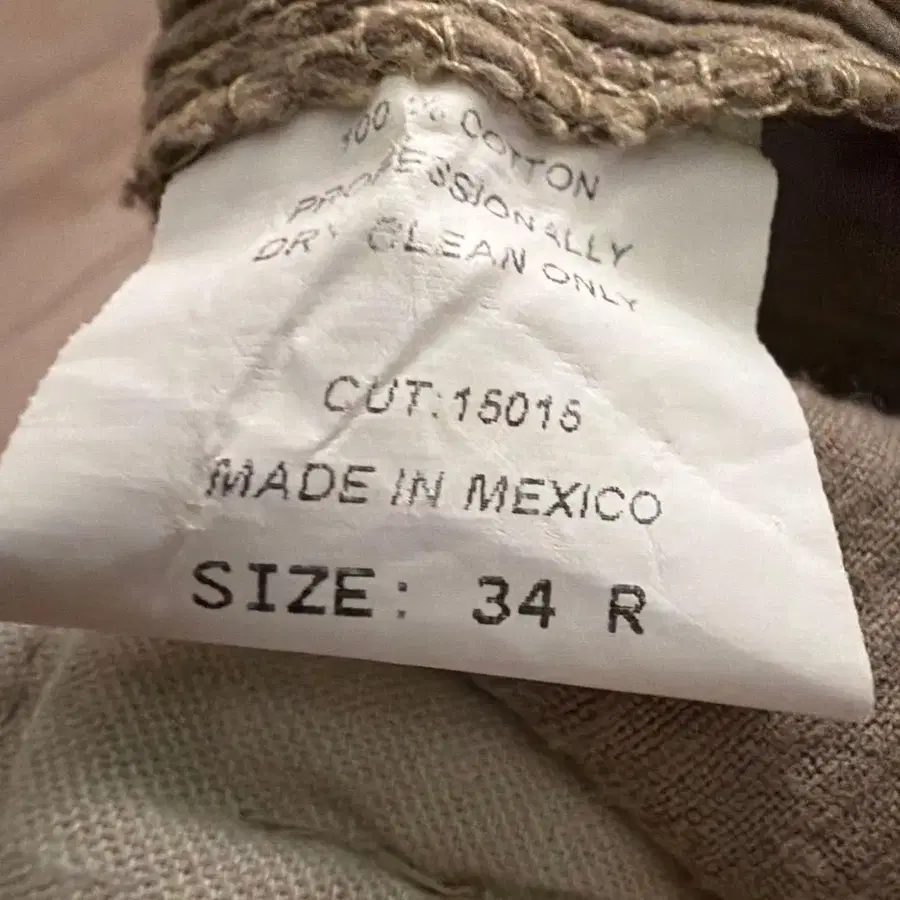 100 % COTTON
PROFESSIONALLY
DRY CLEAN ONLY
CUT:15015
MADE IN MEXICO
SIZE: 34 R